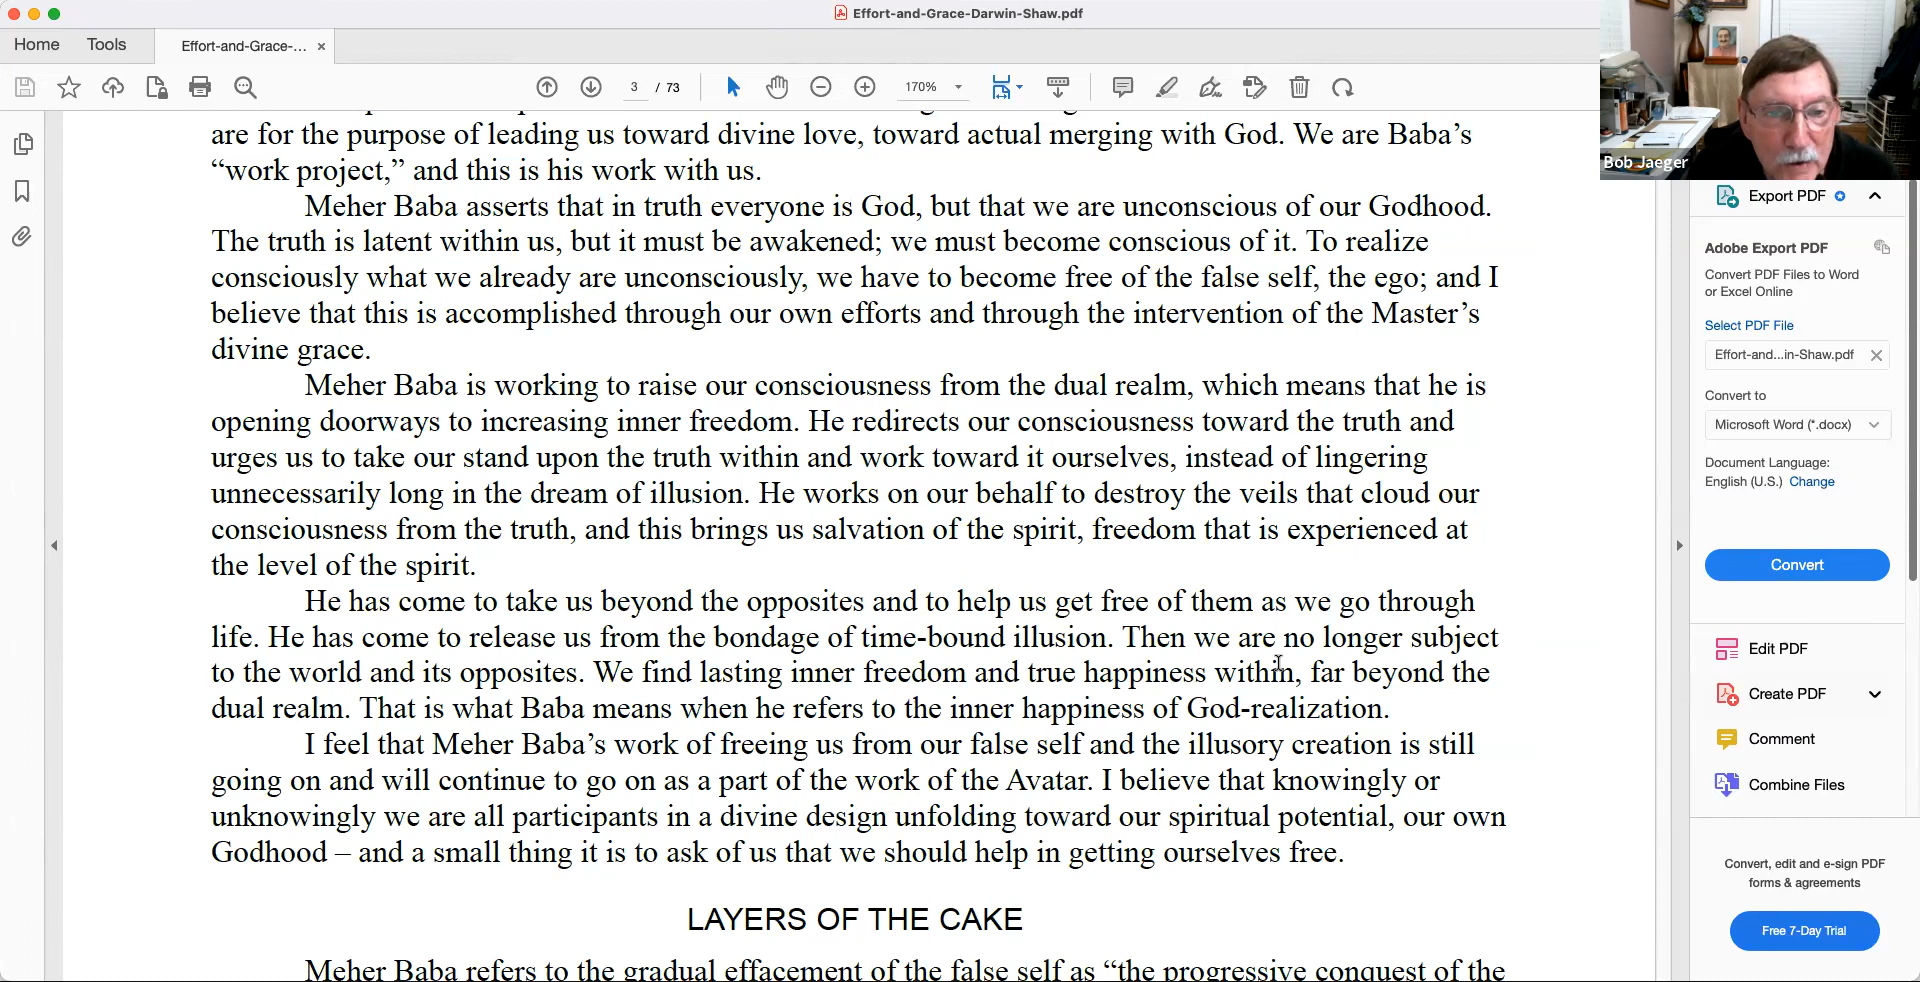 Effort-and-Grace-Darwin-Shaw.pdf
Home Tools Effort-and-Grace-... ×
3 / 73 170%
are for the purpose of leading us toward divine love, toward actual merging with God. We are Baba’s
“work project,” and this is his work with us.
Meher Baba asserts that in truth everyone is God, but that we are unconscious of our Godhood.
The truth is latent within us, but it must be awakened; we must become conscious of it. To realize
consciously what we already are unconsciously, we have to become free of the false self, the ego; and I
believe that this is accomplished through our own efforts and through the intervention of the Master’s
divine grace.
Meher Baba is working to raise our consciousness from the dual realm, which means that he is
opening doorways to increasing inner freedom. He redirects our consciousness toward the truth and
urges us to take our stand upon the truth within and work toward it ourselves, instead of lingering
unnecessarily long in the dream of illusion. He works on our behalf to destroy the veils that cloud our
consciousness from the truth, and this brings us salvation of the spirit, freedom that is experienced at
the level of the spirit.
He has come to take us beyond the opposites and to help us get free of them as we go through
life. He has come to release us from the bondage of time-bound illusion. Then we are no longer subject
to the world and its opposites. We find lasting inner freedom and true happiness within, far beyond the
dual realm. That is what Baba means when he refers to the inner happiness of God-realization.
I feel that Meher Baba’s work of freeing us from our false self and the illusory creation is still
going on and will continue to go on as a part of the work of the Avatar. I believe that knowingly or
unknowingly we are all participants in a divine design unfolding toward our spiritual potential, our own
Godhood – and a small thing it is to ask of us that we should help in getting ourselves free.
LAYERS OF THE CAKE
Meher Baba refers to the gradual effacement of the false self as “the progressive conquest of the
Bob Jaeger
Export PDF
Adobe Export PDF
Convert PDF Files to Word
or Excel Online
Select PDF File
Effort-and...in-Shaw.pdf
Convert to
Microsoft Word (*.docx)
Document Language:
English (U.S.) Change
Convert
Edit PDF
Create PDF
Comment
Combine Files
Convert, edit and e-sign PDF
forms & agreements
Free 7-Day Trial